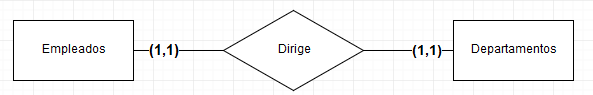 Empleados (1,1) Dirige (1,1) Departamentos